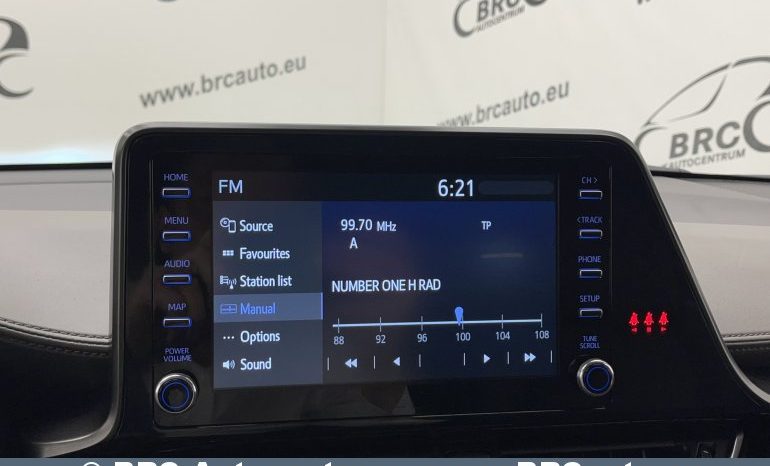 BRC
AUTOCENTRUM
www.brcauto.eu
www.brcauto.eu
BRC
AUTOCENTRUM
HOME
MENU
AUDIO
MAP
POWER
VOLUME
FM
6:21
Source
Favourites
Station list
Manual
Options
Sound
99.70 MHz
A
TP
NUMBER ONE H RAD
88 92 96 100 104 108
CH >
< TRACK
PHONE
SETUP
TUNE
SCROLL